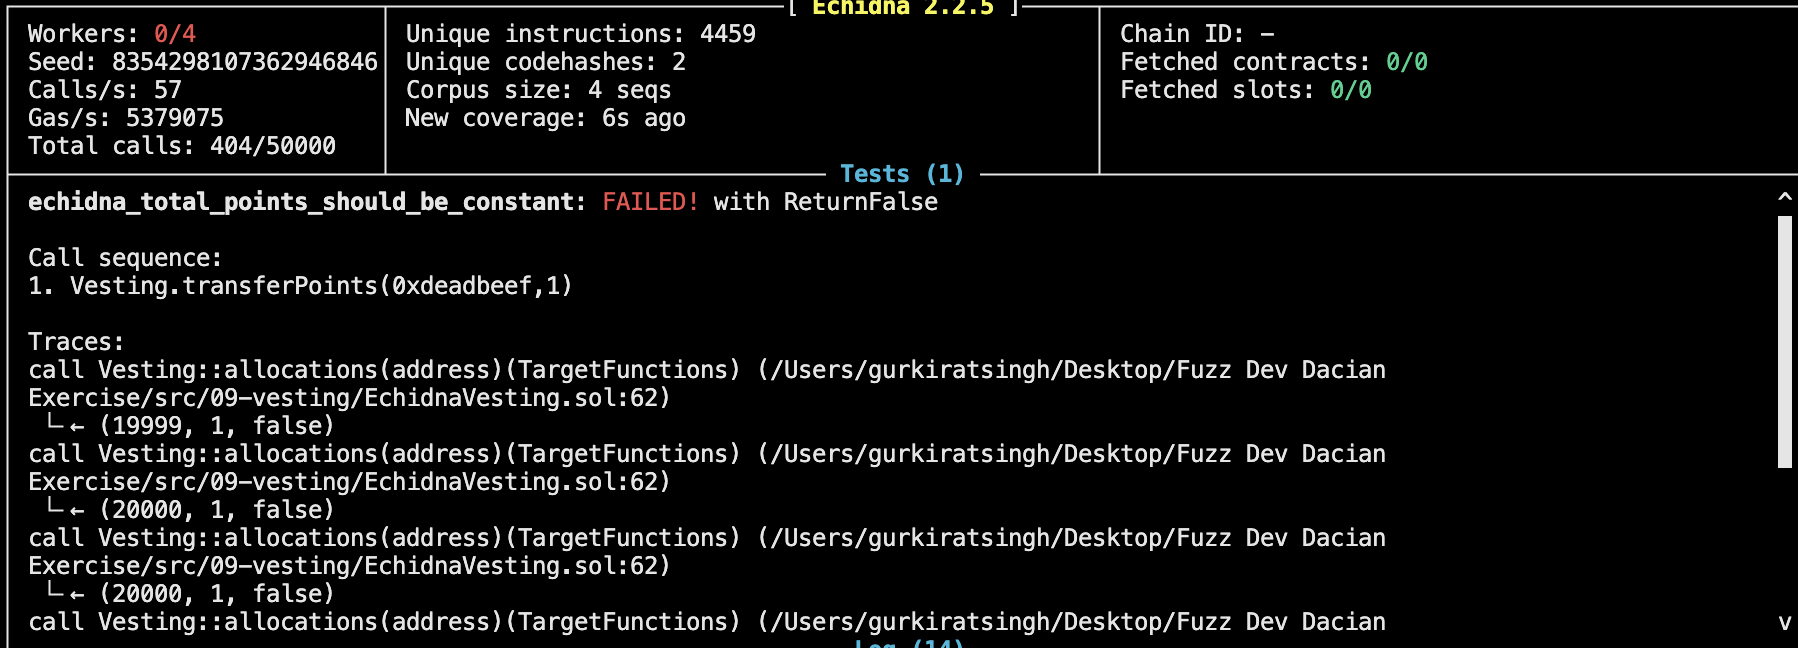 [ Echidna 2.2.5 ]
Workers: 0/4
Seed: 8354298107362946846
Calls/s: 57
Gas/s: 5379075
Total calls: 404/50000
Unique instructions: 4459
Unique codehashes: 2
Corpus size: 4 seqs
New coverage: 6s ago
Chain ID: –
Fetched contracts: 0/0
Fetched slots: 0/0
Tests (1)
echidna_total_points_should_be_constant: FAILED! with ReturnFalse
Call sequence:
1. Vesting.transferPoints(0xdeadbeef,1)
Traces:
call Vesting::allocations(address)(TargetFunctions) (/Users/gurkiratsingh/Desktop/Fuzz Dev Dacian
Exercise/src/09-vesting/EchidnaVesting.sol:62)
└╴← (19999, 1, false)
call Vesting::allocations(address)(TargetFunctions) (/Users/gurkiratsingh/Desktop/Fuzz Dev Dacian
Exercise/src/09-vesting/EchidnaVesting.sol:62)
└╴← (20000, 1, false)
call Vesting::allocations(address)(TargetFunctions) (/Users/gurkiratsingh/Desktop/Fuzz Dev Dacian
Exercise/src/09-vesting/EchidnaVesting.sol:62)
└╴← (20000, 1, false)
call Vesting::allocations(address)(TargetFunctions) (/Users/gurkiratsingh/Desktop/Fuzz Dev Dacian
Log (14)